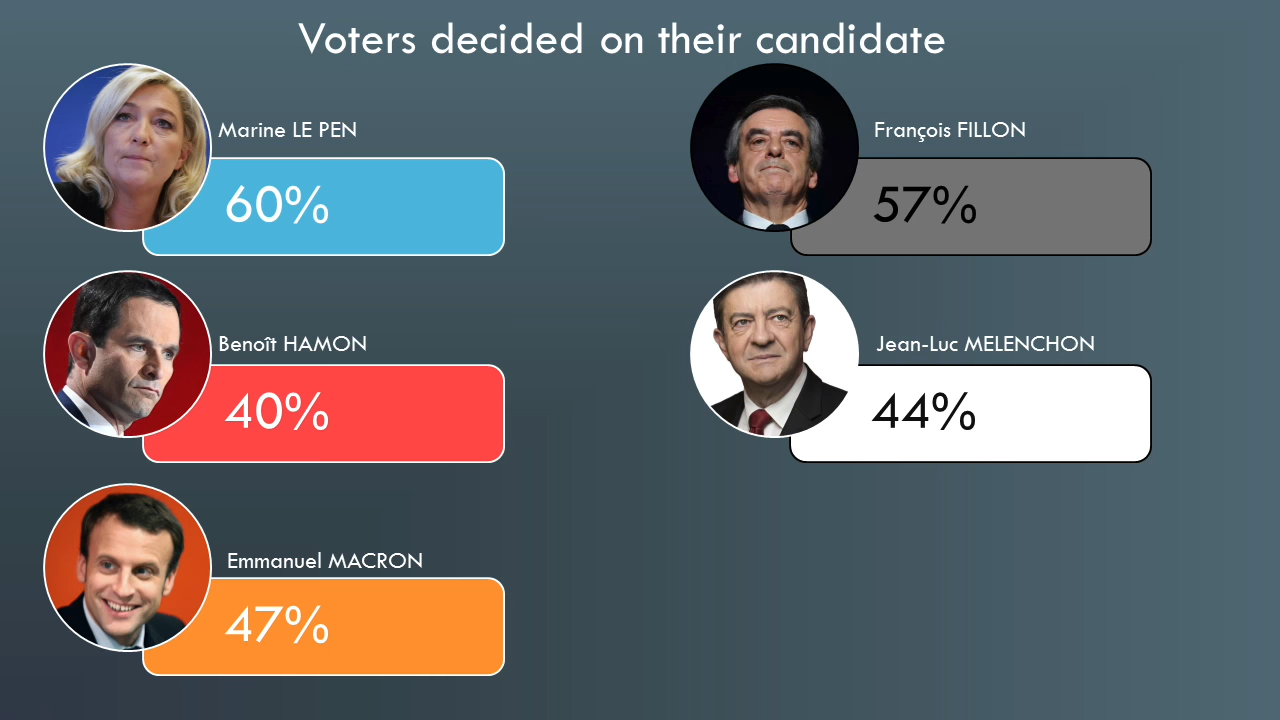 Voters decided on their candidate
Marine LE PEN
60%
François FILLON
57%
Benoît HAMON
40%
Jean-Luc MELENCHON
44%
Emmanuel MACRON
47%